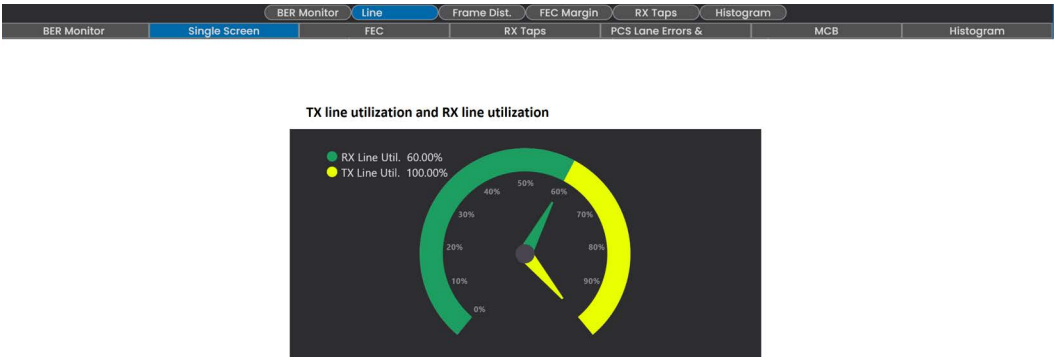 BER Monitor Line Frame Dist. FEC Margin RX Taps Histogram
BER Monitor Single Screen FEC RX Taps PCS Lane Errors & MCB Histogram
TX line utilization and RX line utilization
RX Line Util. 60.00%
TX Line Util. 100.00%
50%
40% 60%
30% 70%
20% 80%
10% 90%
0%